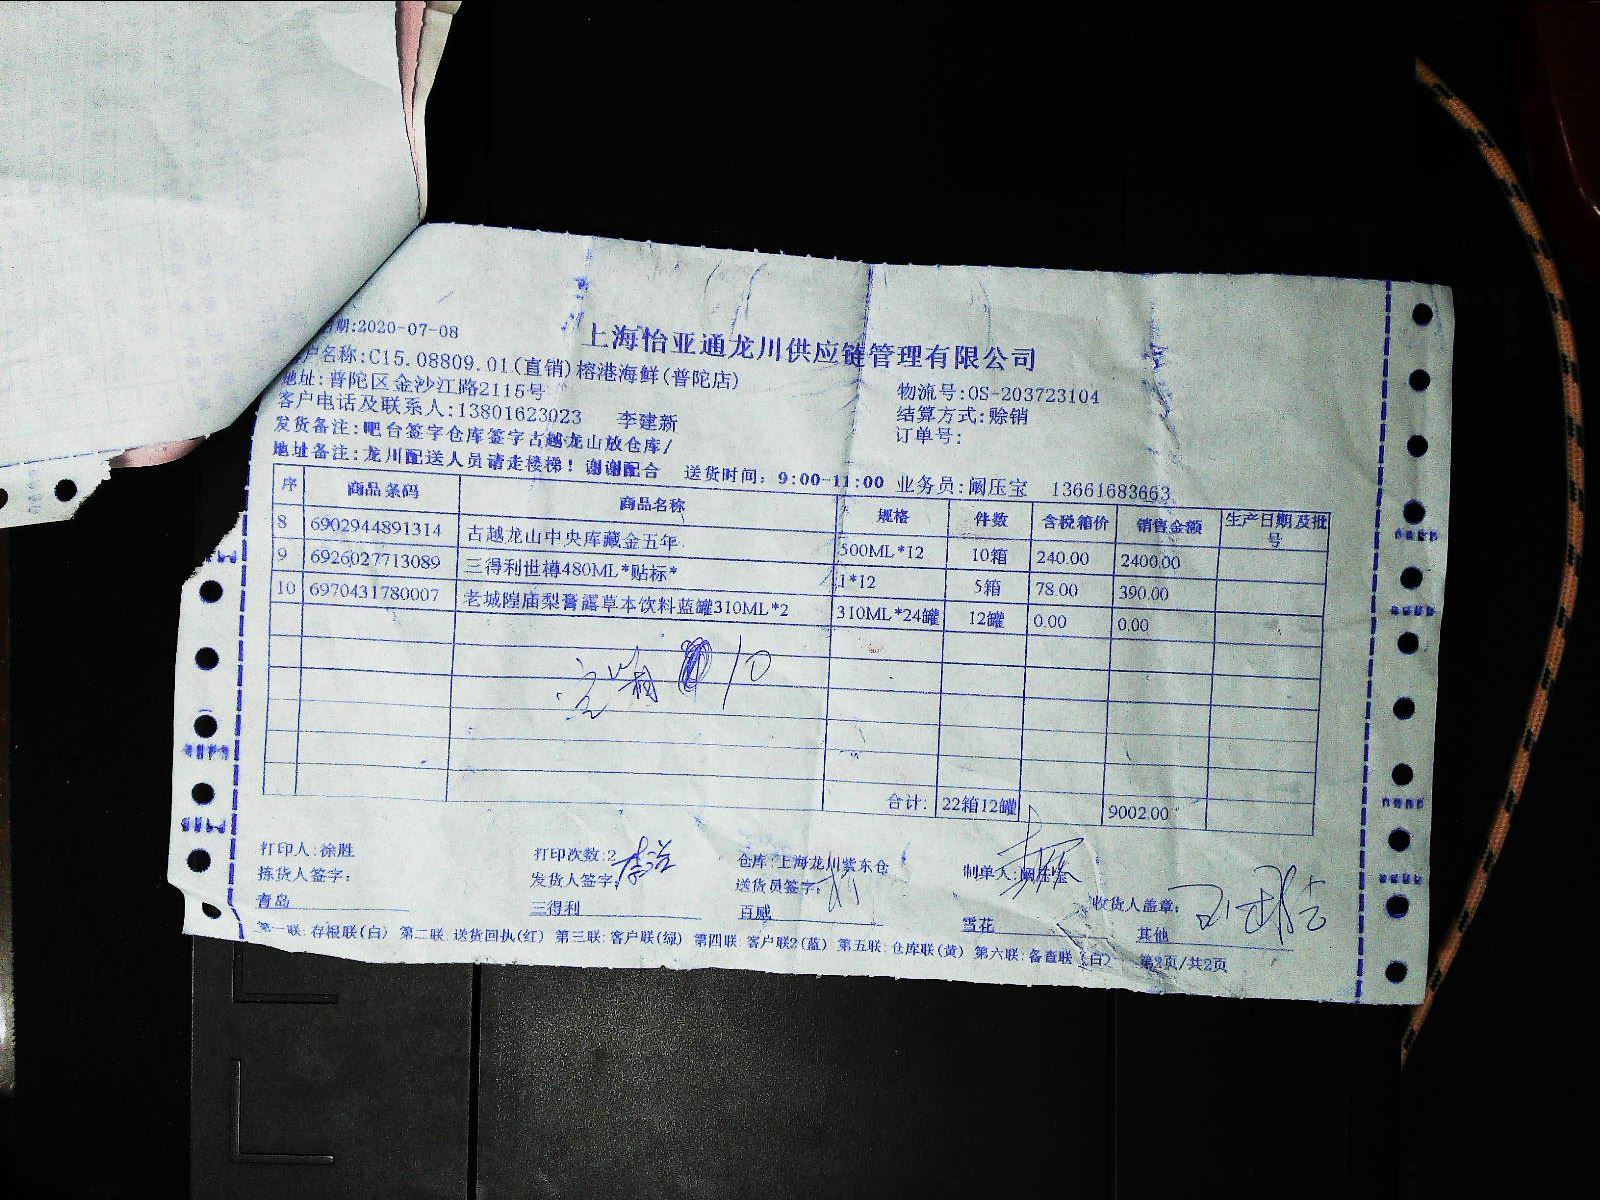 期:2020-07-08
上海怡亚通龙川供应链管理有限公司
户名称:C15.08809.01(直销)榕港海鲜(普陀店)
地址:普陀区金沙江路2115号
物流号:OS-203723104
客户电话及联系人:13801623023 李建新
结算方式:赊销
发货备注:吧台签字仓库签字古越龙山放仓库/
订单号:
地址备注:龙川配送人员请走楼梯!谢谢配合 送货时间:9:00-11:00 业务员:阚压宝 13661683663
序 商品条码 商品名称 规格 件数 含税箱价 销售金额 生产日期及批号
8 6902944891314 古越龙山中央库藏金五年 500ML*12 10箱 240.00 2400.00
9 6926027713089 三得利世樽480ML*贴标* 1*12 5箱 78.00 390.00
10 6970431780007 老城隍庙梨膏露草本饮料蓝罐310ML*2 310ML*24罐 12罐 0.00 0.00
10
合计: 22箱12罐 9002.00
打印人:徐胜 打印次数:2 仓库:上海龙川紫东仓 制单人:阚压宝
拣货人签字: 发货人签字: 送货员签字: 收货人盖章:
青岛 三得利 百威 雪花 其他
第一联:存根联(白) 第二联:送货回执(红) 第三联:客户联(绿) 第四联:客户联2(蓝) 第五联:仓库联(黄) 第六联:备查联(白) 第2页/共2页